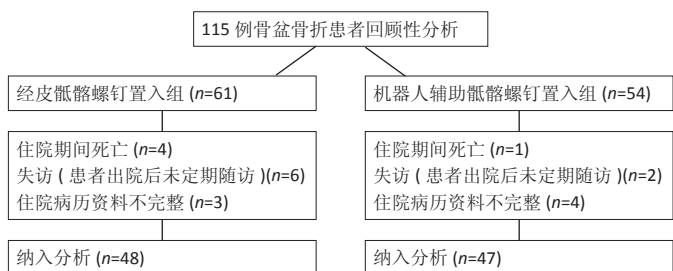 115 例骨盆骨折患者回顾性分析
经皮骶髂螺钉置入组 (n=61)
机器人辅助骶髂螺钉置入组 (n=54)
住院期间死亡 (n=4)
失访 ( 患者出院后未定期随访 )(n=6)
住院病历资料不完整 (n=3)
住院期间死亡 (n=1)
失访 ( 患者出院后未定期随访 )(n=2)
住院病历资料不完整 (n=4)
纳入分析 (n=48)
纳入分析 (n=47)